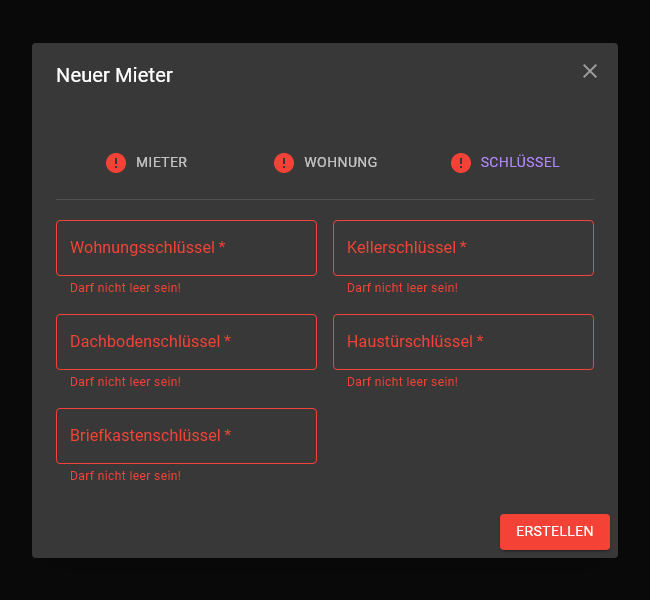 Neuer Mieter
MIETER WOHNUNG SCHLÜSSEL
Wohnungsschlüssel * Kellerschlüssel *
Darf nicht leer sein! Darf nicht leer sein!
Dachbodenschlüssel * Haustürschlüssel *
Darf nicht leer sein! Darf nicht leer sein!
Briefkastenschlüssel *
Darf nicht leer sein!
ERSTELLEN